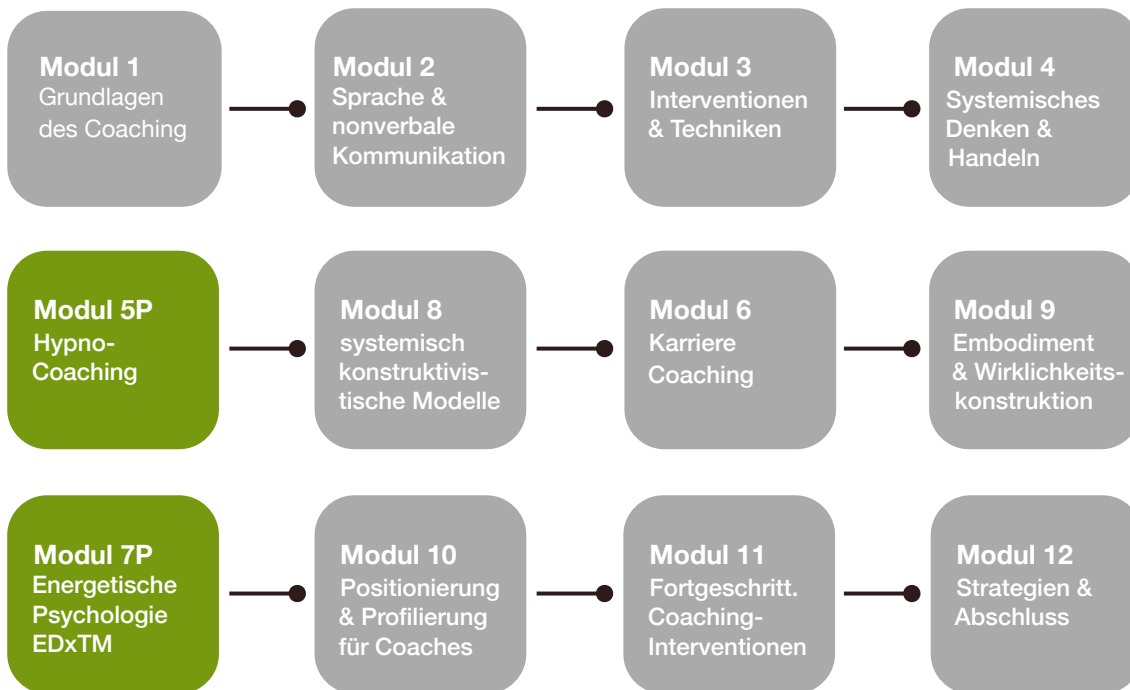 Modul 1
Grundlagen
des Coaching
Modul 2
Sprache &
nonverbale
Kommunikation
Modul 3
Interventionen
& Techniken
Modul 4
Systemisches
Denken &
Handeln
Modul 5P
Hypno-
Coaching
Modul 8
systemisch
konstruktivis-
tische Modelle
Modul 6
Karriere
Coaching
Modul 9
Embodiment
& Wirklichkeits-
konstruktion
Modul 7P
Energetische
Psychologie
EDxTM
Modul 10
Positionierung
& Profilierung
für Coaches
Modul 11
Fortgeschritt.
Coaching-
Interventionen
Modul 12
Strategien &
Abschluss